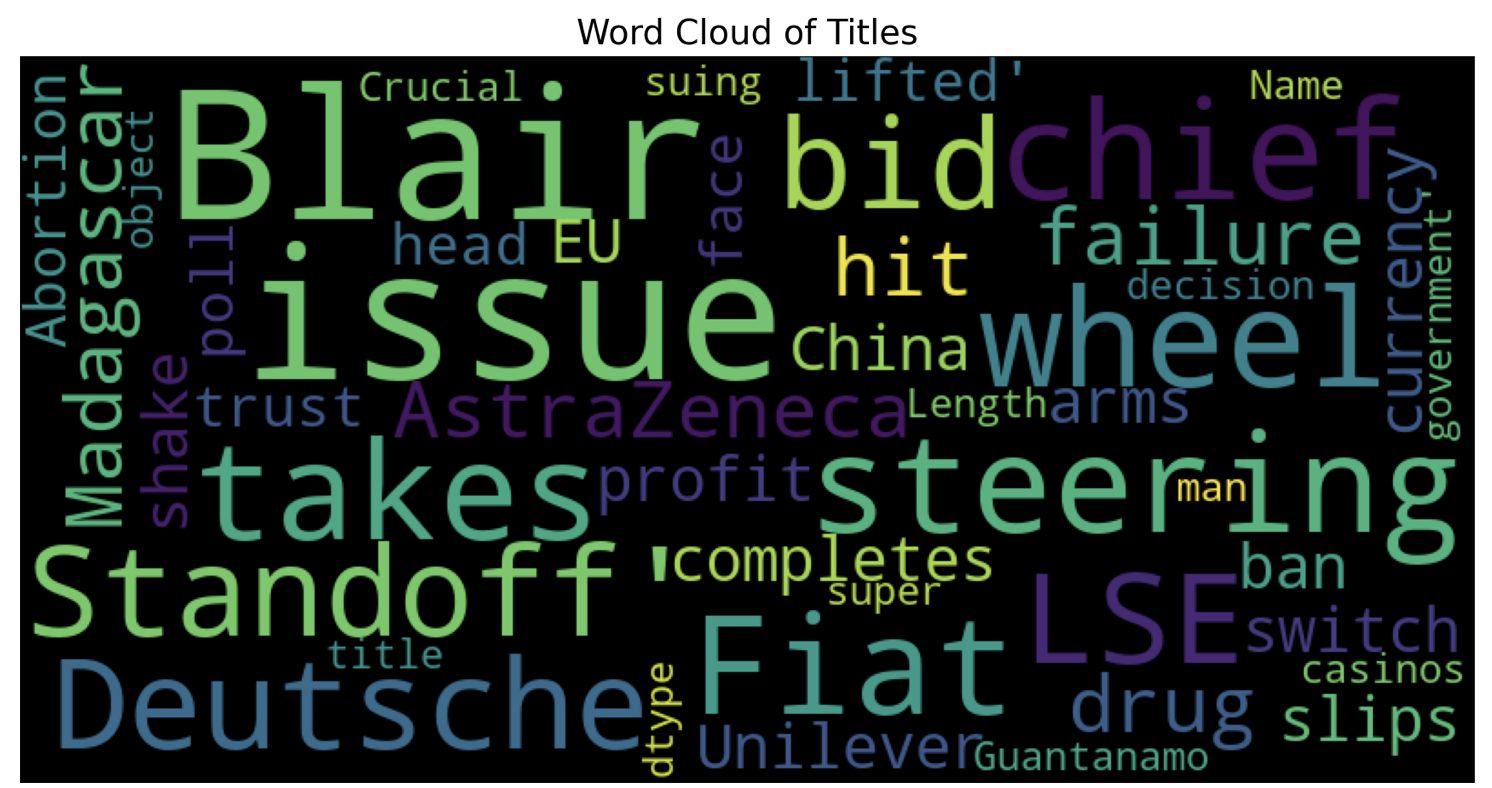 Word Cloud of Titles
Abortion
Madagascar
object
Blair
Crucial
suing
lifted'
Name
bid
chief
face
poll
head
EU
issue
hit
failure
decision
currency
government'
China
wheel
shake
trust
AstraZeneca
Length
arms
takes
profit
steering
man
Standoff
'
completes
super
ban
LSE
switch
title
Deutsche
dtype
Fiat
casinos
drug
slips
Unilever
Guantanamo